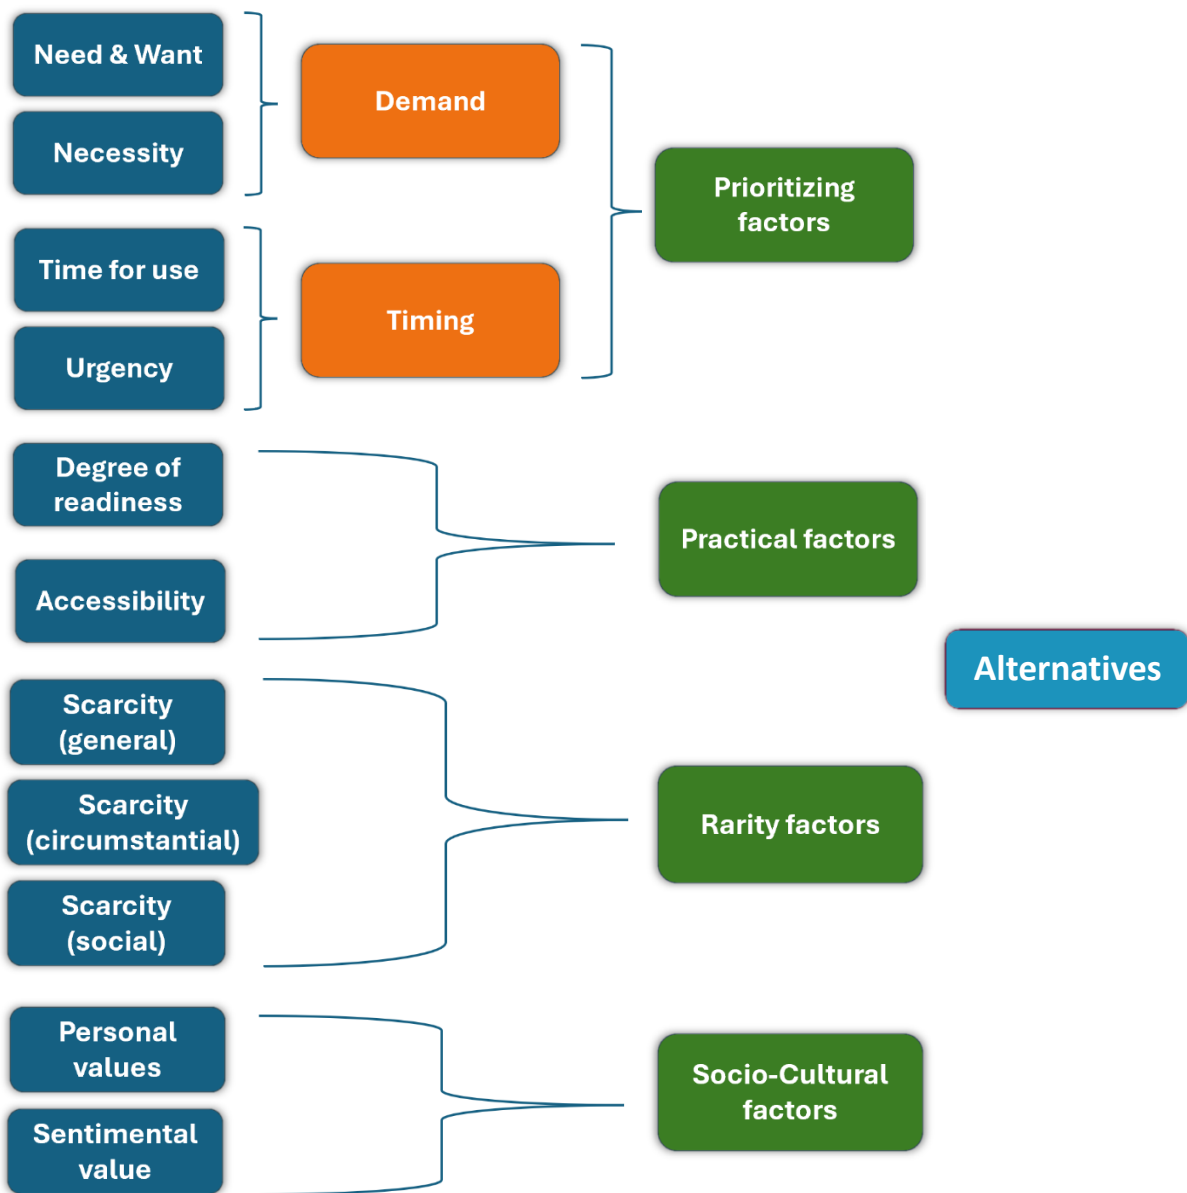 Need & Want
Necessity
Demand
Time for use
Urgency
Timing
Prioritizing
factors
Degree of
readiness
Accessibility
Practical factors
Scarcity
(general)
Scarcity
(circumstantial)
Scarcity
(social)
Rarity factors
Personal
values
Sentimental
value
Socio-Cultural
factors
Alternatives